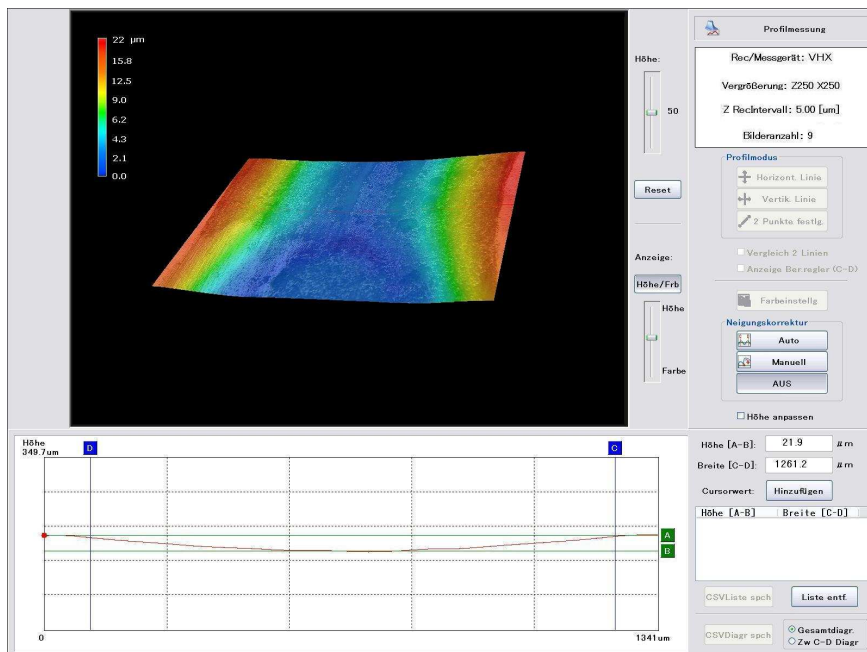 22 µm
15.8
12.5
9.0
6.2
4.3
2.1
0.0
Höhe:
50
Reset
Anzeige:
Höhe/Frb
Höhe
Farbe
Profilmessung
Rec/Messgerät: VHX
Vergrößerung: Z250 X250
Z RecIntervall: 5.00 [um]
Bilderanzahl: 9
Profilmodus
Horizont. Linie
Vertik. Linie
2 Punkte festlg.
Vergleich 2 Linien
Anzeige Ber.regler (C-D)
Farbeinstellg
Neigungskorrektur
Auto
Manuell
AUS
Höhe anpassen
Höhe
349.7um
D
C
A
B
0
1341um
Höhe [A-B]: 21.9 µm
Breite [C-D]: 1261.2 µm
Cursorwert: Hinzufügen
Höhe [A-B] Breite [C-D]
CSVListe spch Liste entf.
CSVDiagr spch
Gesamtdiagr.
Zw C-D Diagr